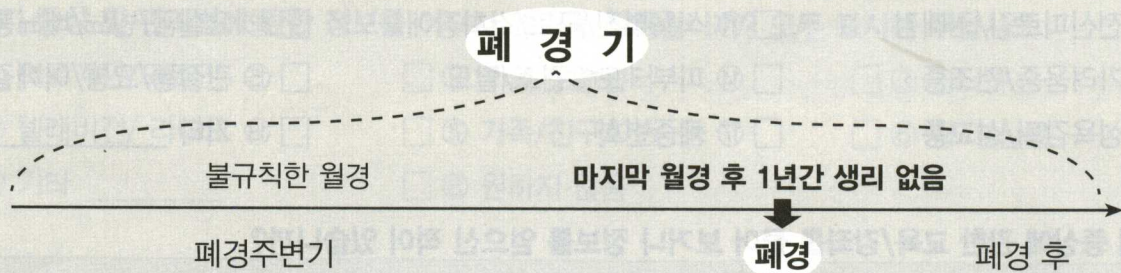 폐 경 기
불규칙한 월경
마지막 월경 후 1년간 생리 없음
폐경주변기
폐경
폐경 후